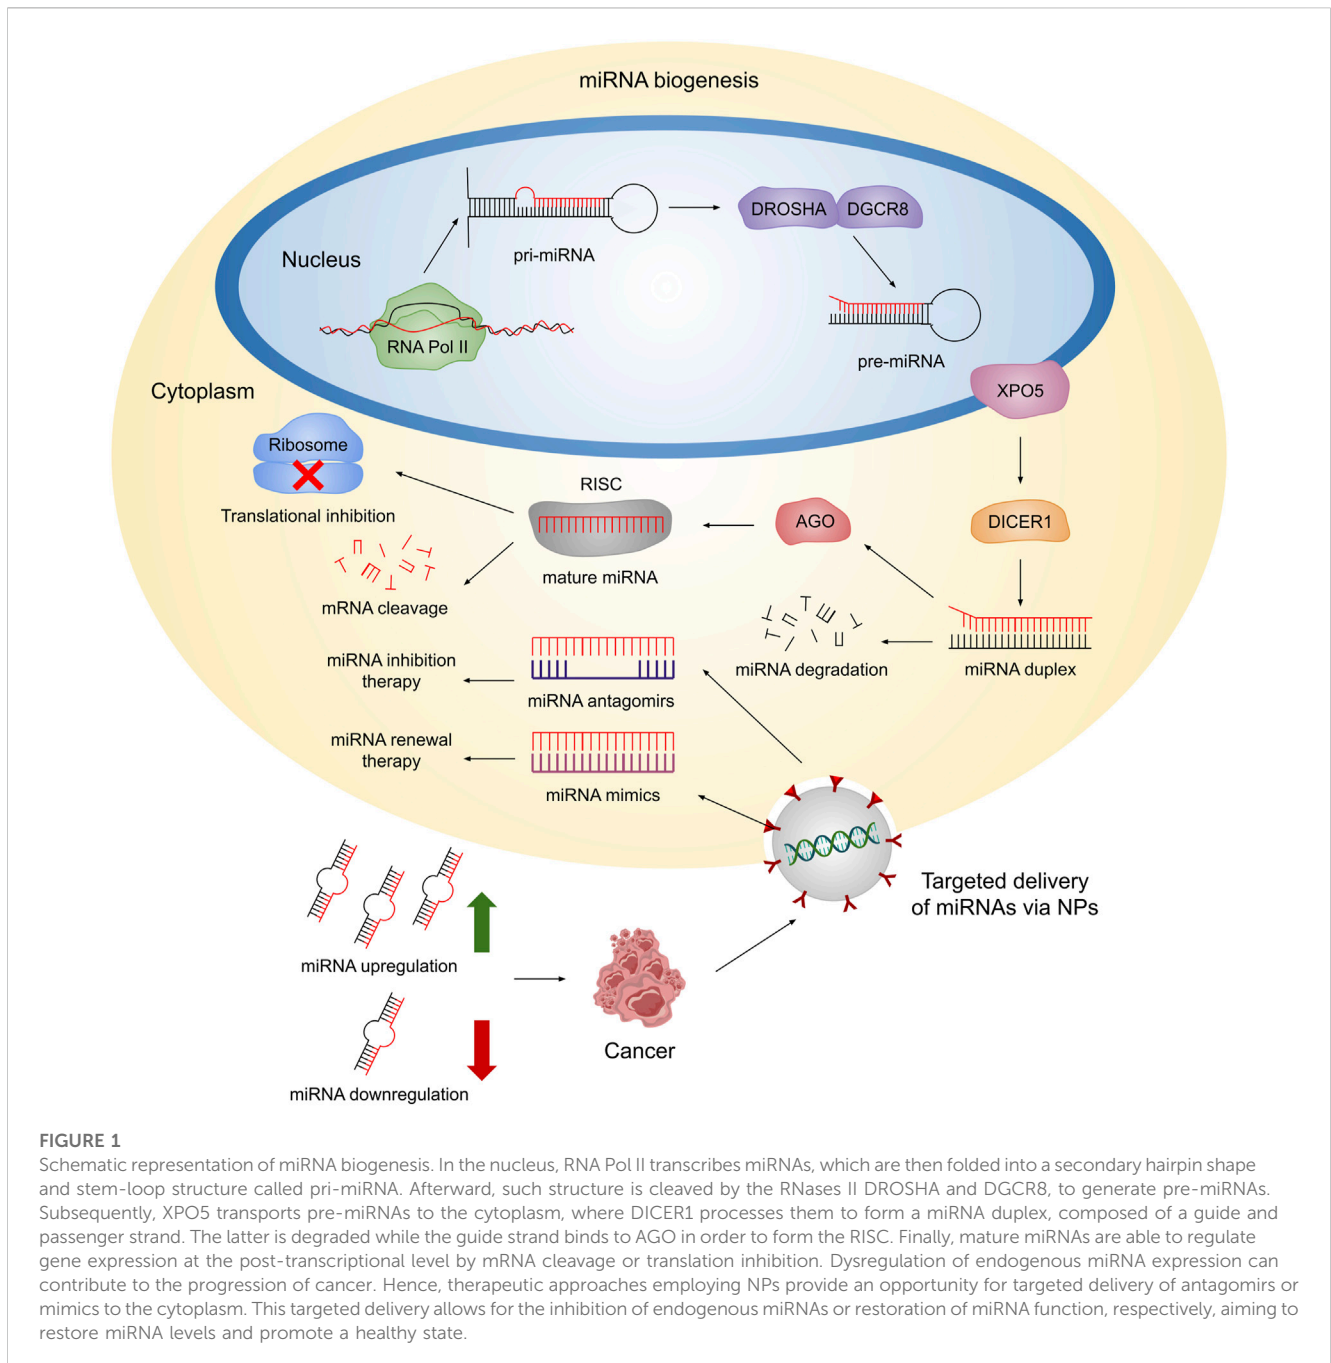 miRNA biogenesis
DROSHA
DGCR8
pri-miRNA
Nucleus
RNA Pol II
pre-miRNA
XPO5
Cytoplasm
Ribosome
Translational inhibition
RISC
mature miRNA
AGO
DICER1
mRNA cleavage
miRNA degradation
miRNA duplex
miRNA inhibition
therapy
miRNA antagomirs
miRNA renewal
therapy
miRNA mimics
Targeted delivery
of miRNAs via NPs
miRNA upregulation
Cancer
miRNA downregulation
FIGURE 1
Schematic representation of miRNA biogenesis. In the nucleus, RNA Pol II transcribes miRNAs, which are then folded into a secondary hairpin shape
and stem-loop structure called pri-miRNA. Afterward, such structure is cleaved by the RNases II DROSHA and DGCR8, to generate pre-miRNAs.
Subsequently, XPO5 transports pre-miRNAs to the cytoplasm, where DICER1 processes them to form a miRNA duplex, composed of a guide and
passenger strand. The latter is degraded while the guide strand binds to AGO in order to form the RISC. Finally, mature miRNAs are able to regulate
gene expression at the post-transcriptional level by mRNA cleavage or translation inhibition. Dysregulation of endogenous miRNA expression can
contribute to the progression of cancer. Hence, therapeutic approaches employing NPs provide an opportunity for targeted delivery of antagomirs or
mimics to the cytoplasm. This targeted delivery allows for the inhibition of endogenous miRNAs or restoration of miRNA function, respectively, aiming to
restore miRNA levels and promote a healthy state.